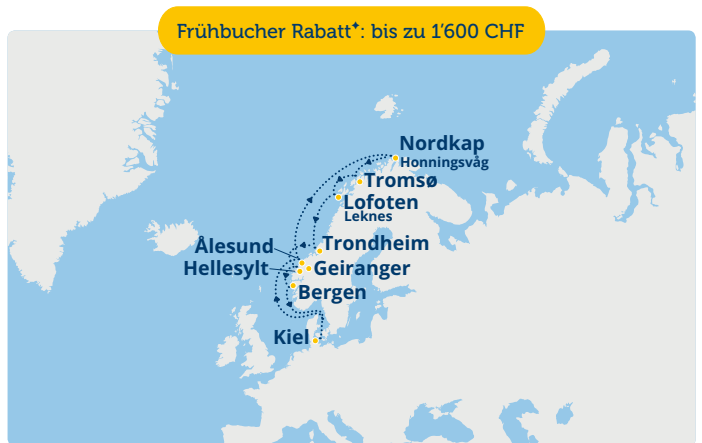 Frühbucher Rabatt✦: bis zu 1'600 CHF
Nordkap
Honningsvåg
Tromsø
Lofoten
Leknes
Trondheim
Ålesund
Hellesylt
Geiranger
Bergen
Kiel